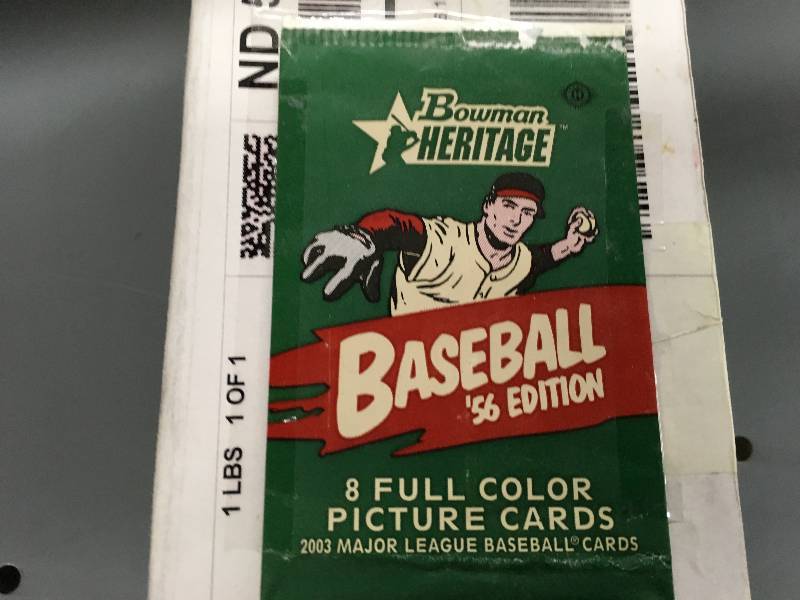 ND
1 LBS 1 OF 1
Bowman
HERITAGE™
BASEBALL
'56 EDITION
8 FULL COLOR
PICTURE CARDS
2003 MAJOR LEAGUE BASEBALL® CARDS